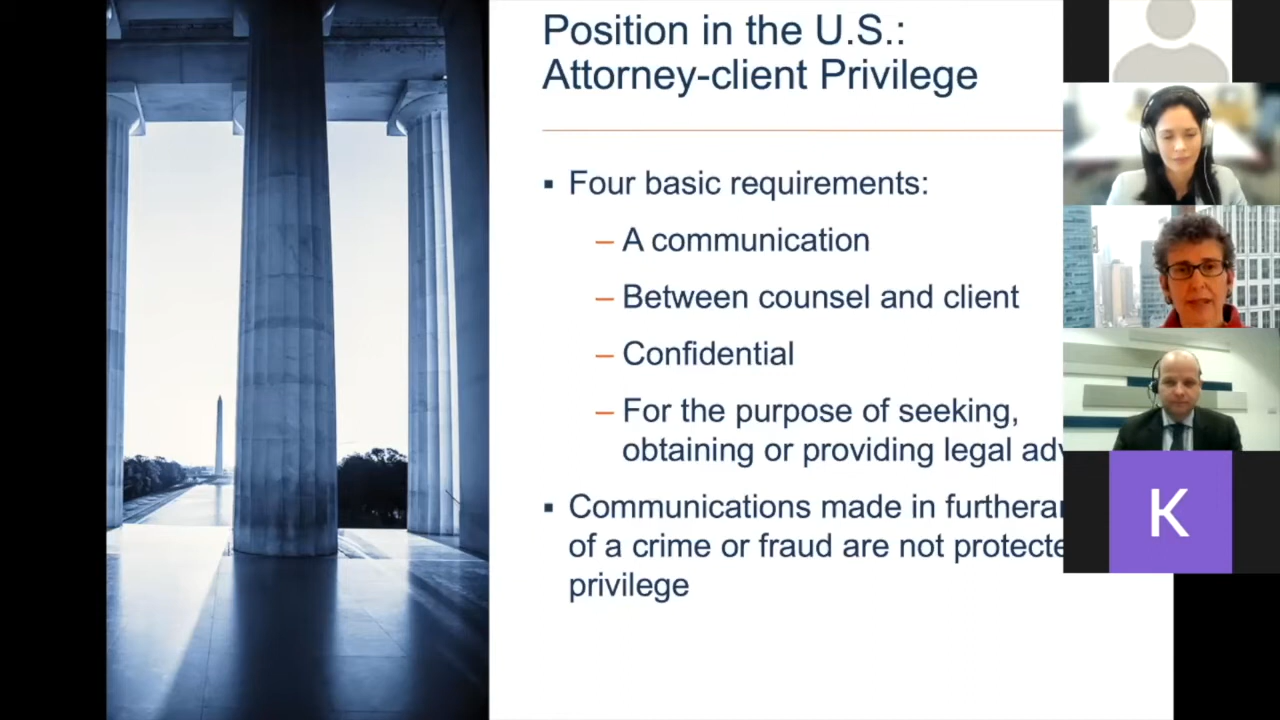 Position in the U.S.:
Attorney-client Privilege
▪ Four basic requirements:
– A communication
– Between counsel and client
– Confidential
– For the purpose of seeking,
obtaining or providing legal
▪ Communications made in
of a crime or fraud are not
privilege
K